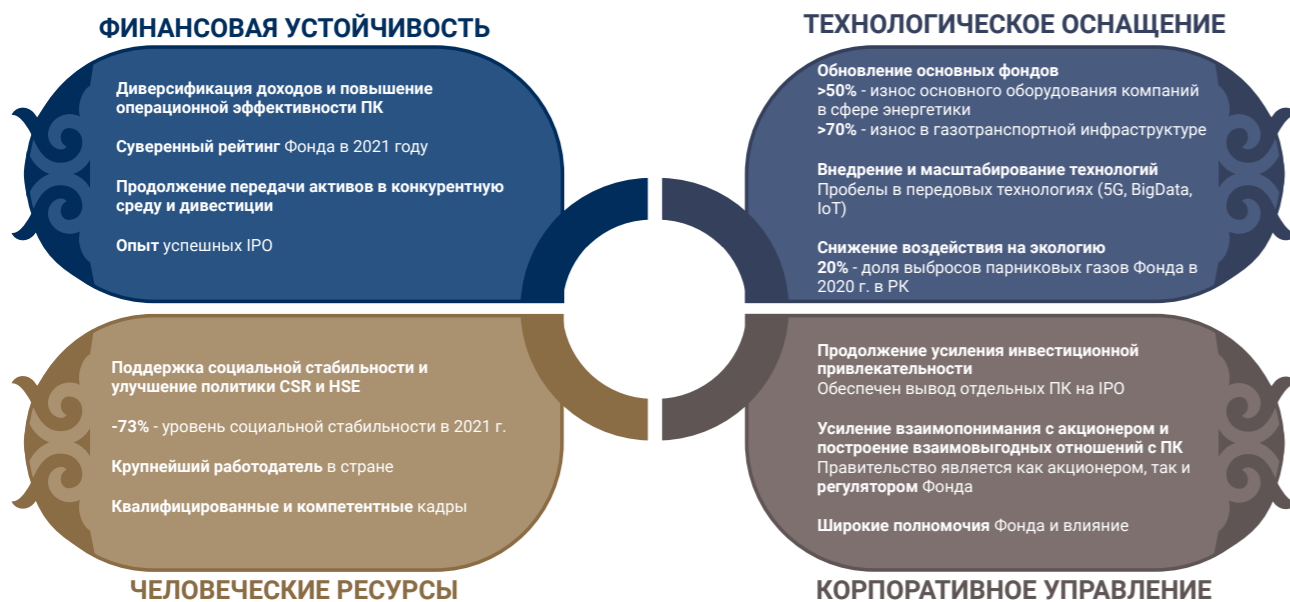 ФИНАНСОВАЯ УСТОЙЧИВОСТЬ
Диверсификация доходов и повышение
операционной эффективности ПК
Суверенный рейтинг Фонда в 2021 году
Продолжение передачи активов в конкурентную
среду и дивестиции
Опыт успешных IPO
ТЕХНОЛОГИЧЕСКОЕ ОСНАЩЕНИЕ
Обновление основных фондов
>50% - износ основного оборудования компаний
в сфере энергетики
>70% - износ в газотранспортной инфраструктуре
Внедрение и масштабирование технологий
Пробелы в передовых технологиях (5G, BigData,
IoT)
Снижение воздействия на экологию
20% - доля выбросов парниковых газов Фонда в
2020 г. в РК
Поддержка социальной стабильности и
улучшение политики CSR и HSE
-73% - уровень социальной стабильности в 2021 г.
Крупнейший работодатель в стране
Квалифицированные и компетентные кадры
ЧЕЛОВЕЧЕСКИЕ РЕСУРСЫ
Продолжение усиления инвестиционной
привлекательности
Обеспечен вывод отдельных ПК на IPO
Усиление взаимопонимания с акционером и
построение взаимовыгодных отношений с ПК
Правительство является как акционером, так и
регулятором Фонда
Широкие полномочия Фонда и влияние
КОРПОРАТИВНОЕ УПРАВЛЕНИЕ